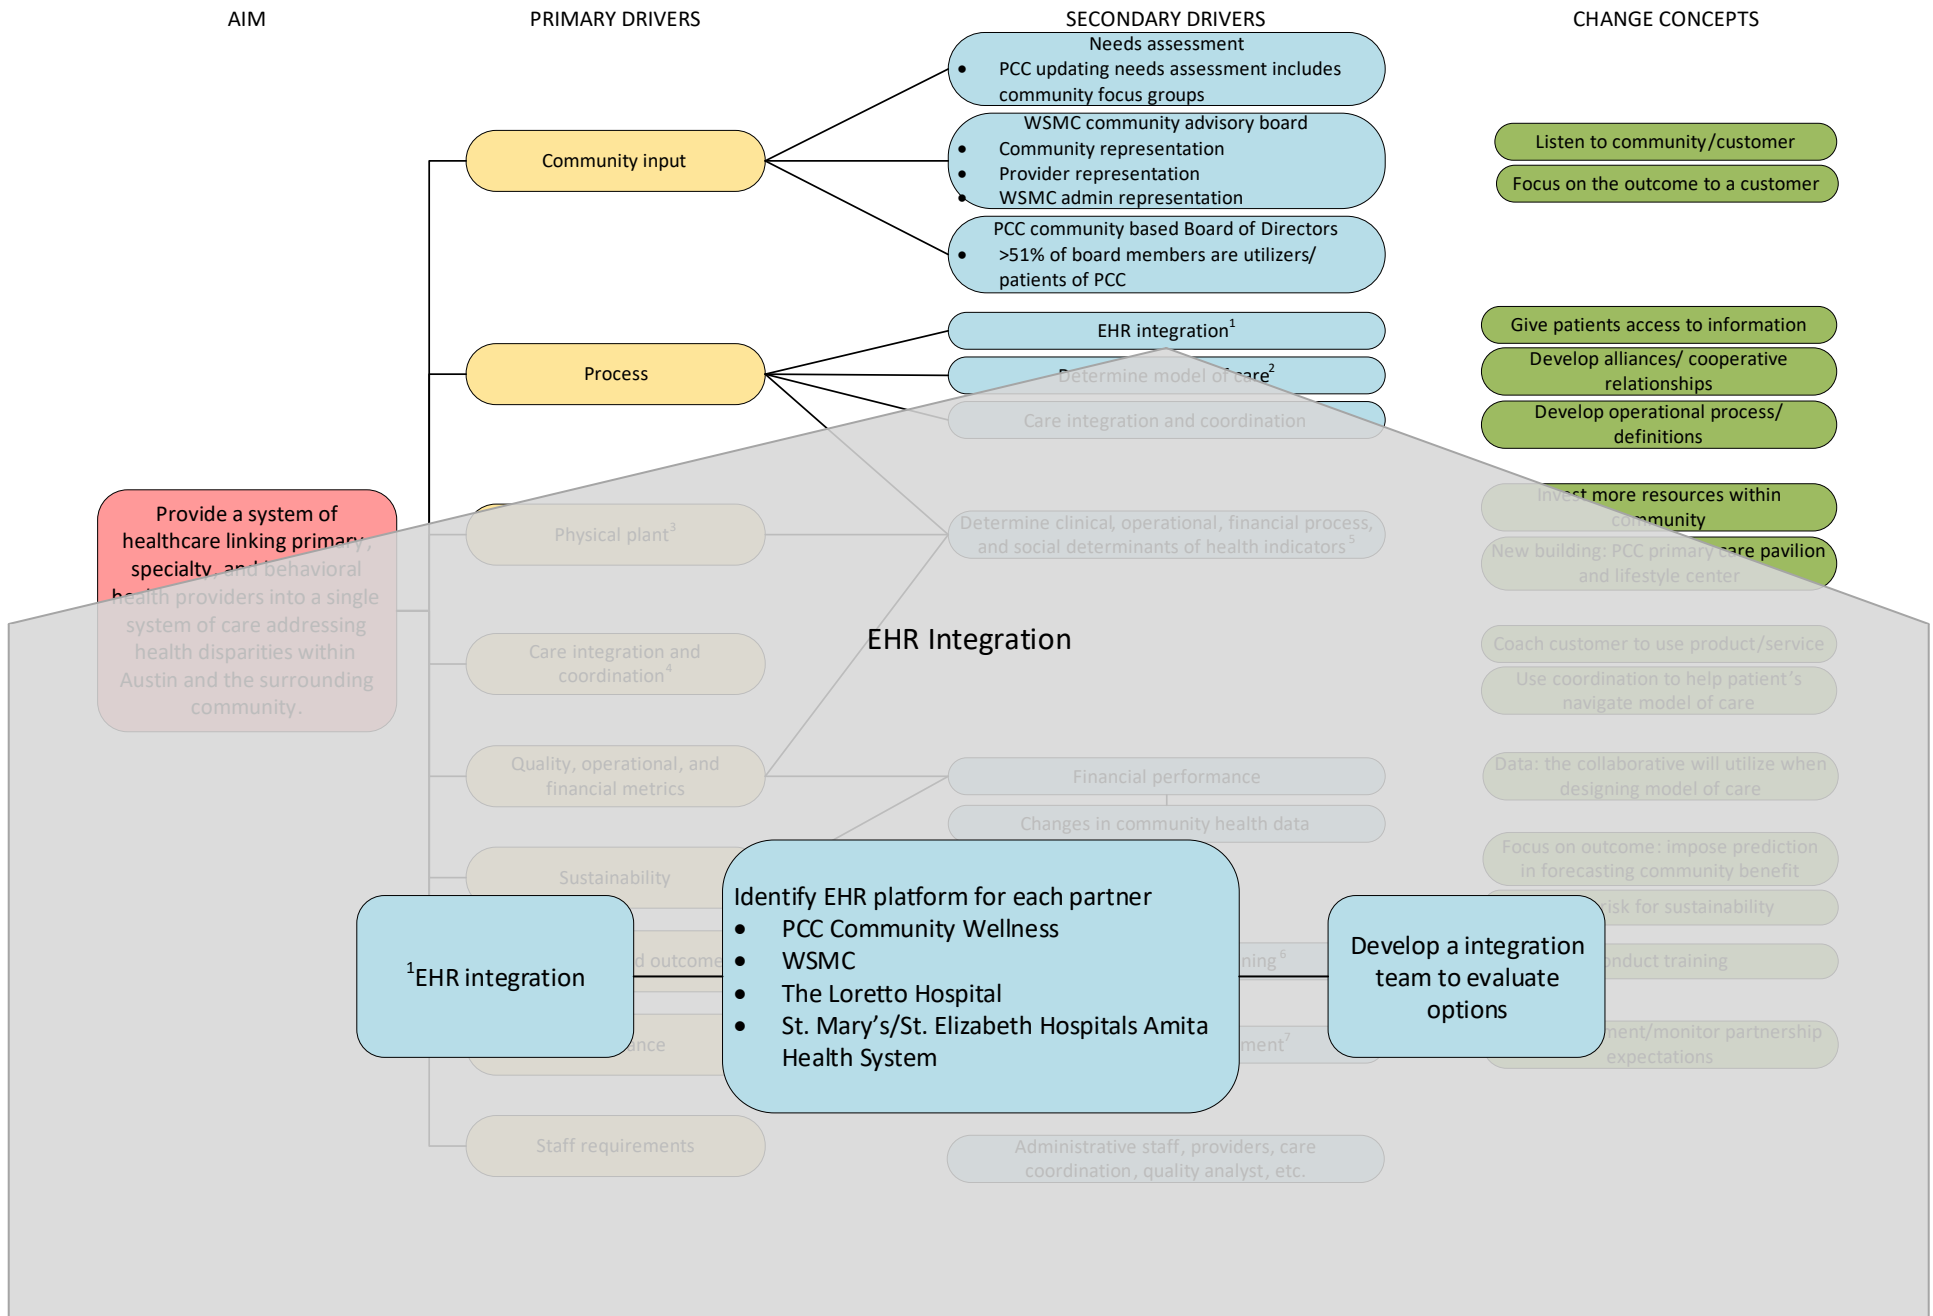 AIM
PRIMARY DRIVERS
SECONDARY DRIVERS
CHANGE CONCEPTS
Needs assessment
• PCC updating needs assessment includes
community focus groups
WSMC community advisory board
• Community representation
• Provider representation
• WSMC admin representation
PCC community based Board of Directors
• >51% of board members are utilizers/
patients of PCC
Community input
Listen to community/customer
Focus on the outcome to a customer
Process
EHR integration¹
Determine model of care²
Care integration and coordination
Give patients access to information
Develop alliances/ cooperative
relationships
Develop operational process/
definitions
Provide a system of
healthcare linking primary,
specialty, and behavioral
health providers into a single
system of care addressing
health disparities within
Austin and the surrounding
community.
Physical plant³
Determine clinical, operational, financial process,
and social determinants of health indicators⁵
Invest more resources within
community
New building: PCC primary care pavilion
and lifestyle center
EHR Integration
Care integration and
coordination⁴
Coach customer to use product/service
Use coordination to help patient's
navigate model of care
Quality, operational, and
financial metrics
Financial performance
Changes in community health data
Data: the collaborative will utilize when
designing model of care
Sustainability
Focus on outcome: impose prediction
in forecasting community benefit
risk for sustainability
outcome
⁶
training
⁷
partnership
expectations
¹EHR integration
Identify EHR platform for each partner
• PCC Community Wellness
• WSMC
• The Loretto Hospital
• St. Mary's/St. Elizabeth Hospitals Amita
Health System
Develop a integration
team to evaluate
options
Staff requirements
Administrative staff, providers, care
coordination, quality analyst, etc.